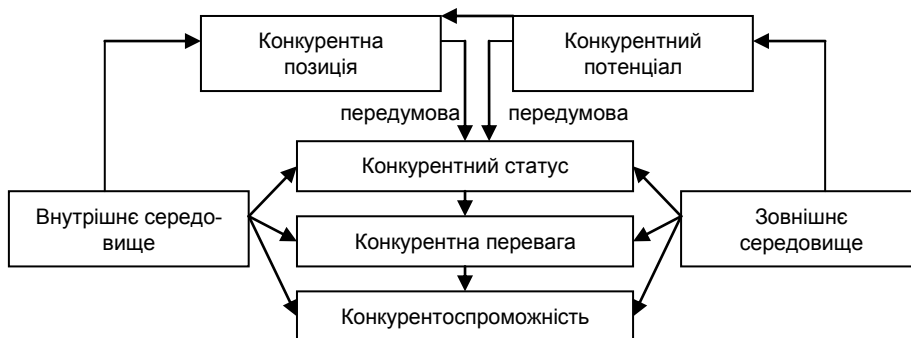 Конкурентна
позиція
Конкурентний
потенціал
передумова
передумова
Конкурентний статус
Внутрішнє середо-
вище
Конкурентна перевага
Зовнішнє
середовище
Конкурентоспроможність